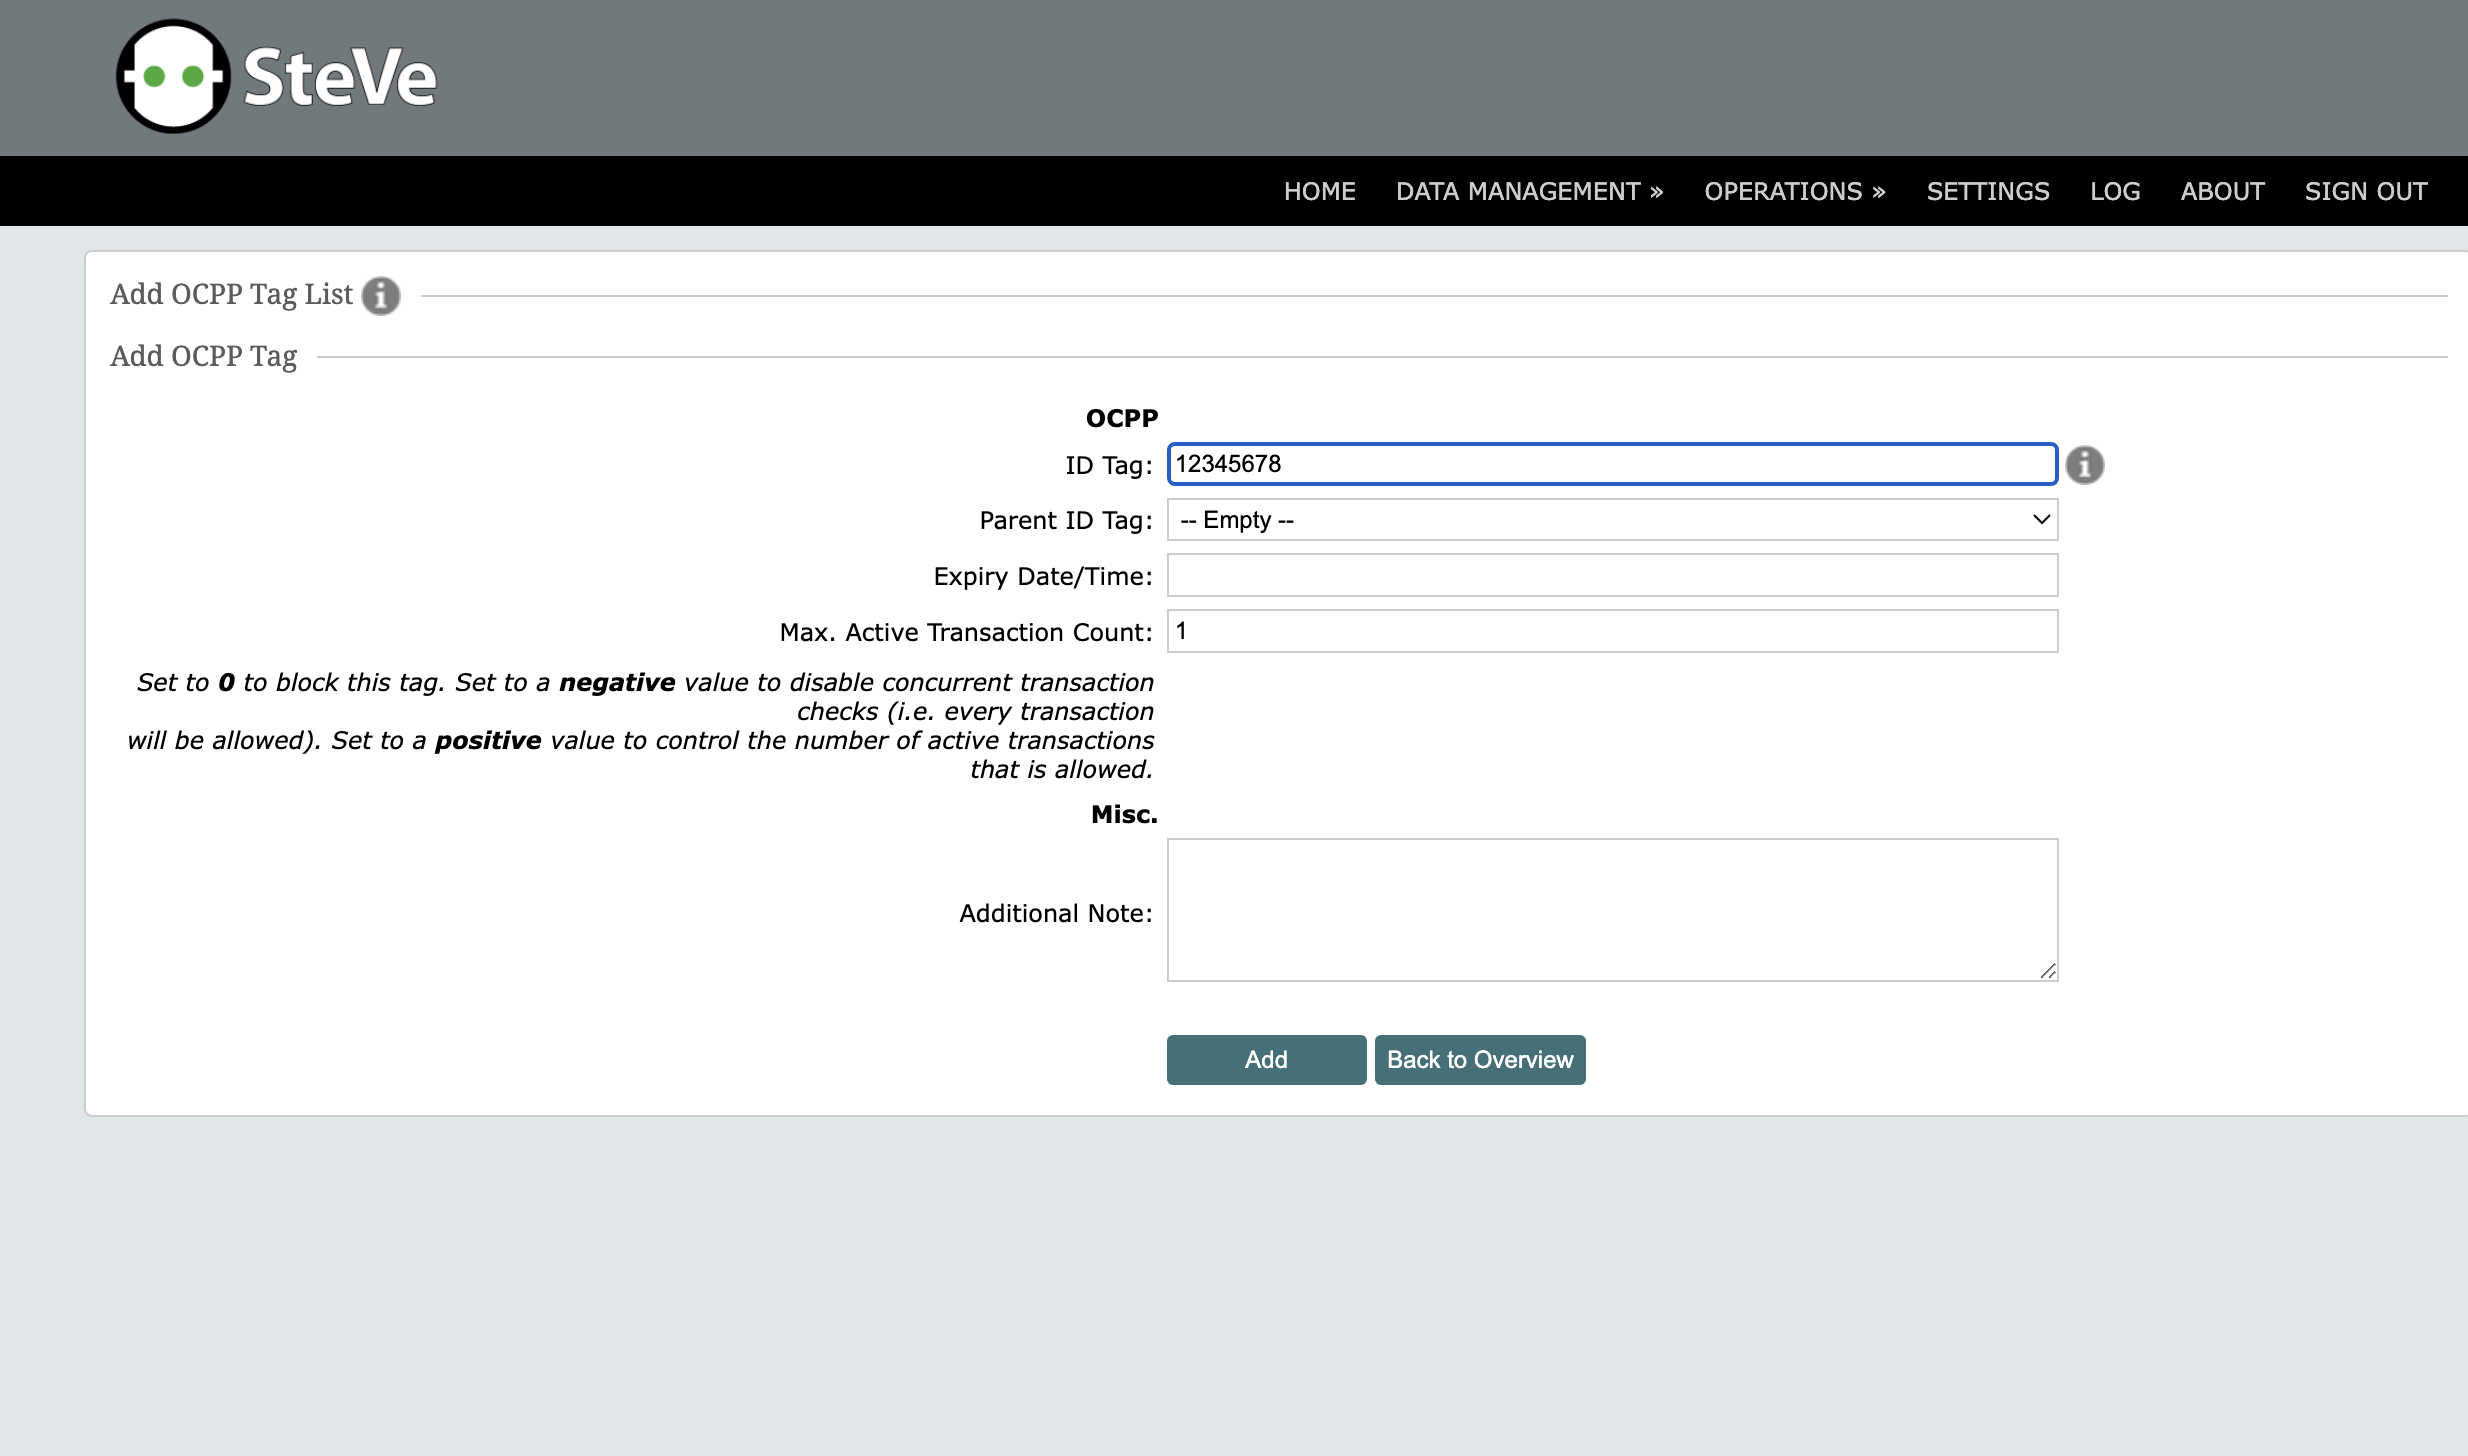 SteVe
HOME DATA MANAGEMENT » OPERATIONS » SETTINGS LOG ABOUT SIGN OUT
Add OCPP Tag List
Add OCPP Tag
OCPP
ID Tag: 12345678
Parent ID Tag: -- Empty --
Expiry Date/Time:
Max. Active Transaction Count: 1
Set to 0 to block this tag. Set to a negative value to disable concurrent transaction
checks (i.e. every transaction
will be allowed). Set to a positive value to control the number of active transactions
that is allowed.
Misc.
Additional Note:
Add Back to Overview